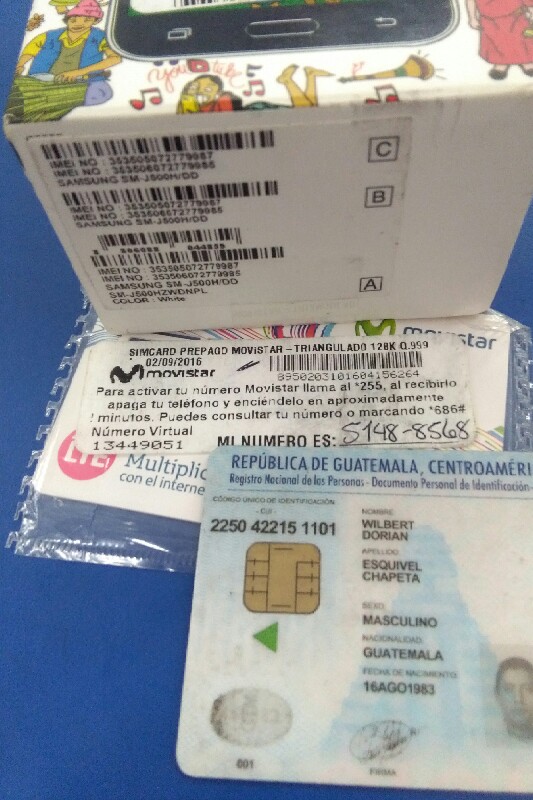 You tube
C
IMEI NO : 353505072779987
IMEI NO : 353506072779985
SAMSUNG SM-J500H/DD
B
IMEI NO : 353505072779987
IMEI NO : 353506072779985
SAMSUNG SM-J500H/DD
A
IMEI NO : 353505072779987
IMEI NO : 353506072779985
SAMSUNG SM-J500H/DD
SM-J500HZWDNPL
COLOR : White
movistar
SIMCARD PREPAGO MOVISTAR -TRIANGULADO 128K Q.999
02/09/2016
movistar
8950203101604156264
Para activar tu número Movistar llama al *255, al recibirlo
apaga tu teléfono y enciéndelo en aproximadamente
minutos. Puedes consultar tu número o marcando *686#
Número Virtual
13449051
MI NUMERO ES: 5148-8568
LTE
Multiplic
con el interne
REPÚBLICA DE GUATEMALA, CENTROAMÉRI
Registro Nacional de las Personas - Documento Personal de Identificación-
CÓDIGO ÚNICO DE IDENTIFICACIÓN
- CUI -
2250 42215 1101
NOMBRE
WILBERT
DORIAN
APELLIDO
ESQUIVEL
CHAPETA
SEXO
MASCULINO
NACIONALIDAD
GUATEMALA
FECHA DE NACIMIENTO
16AGO1983
001
FIRMA